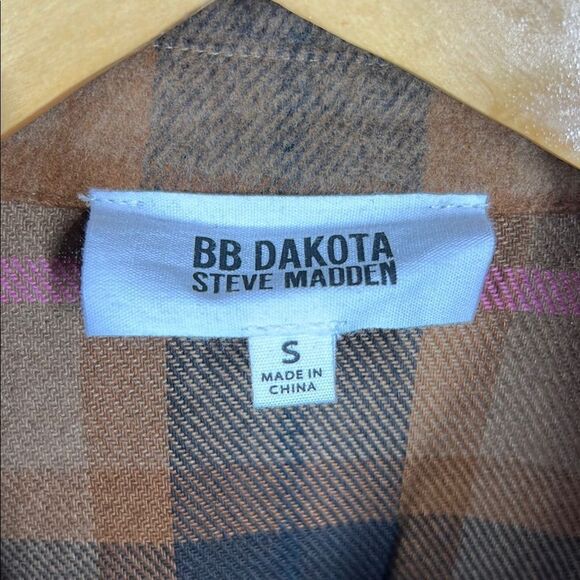 BB DAKOTA
STEVE MADDEN
S
MADE IN
CHINA